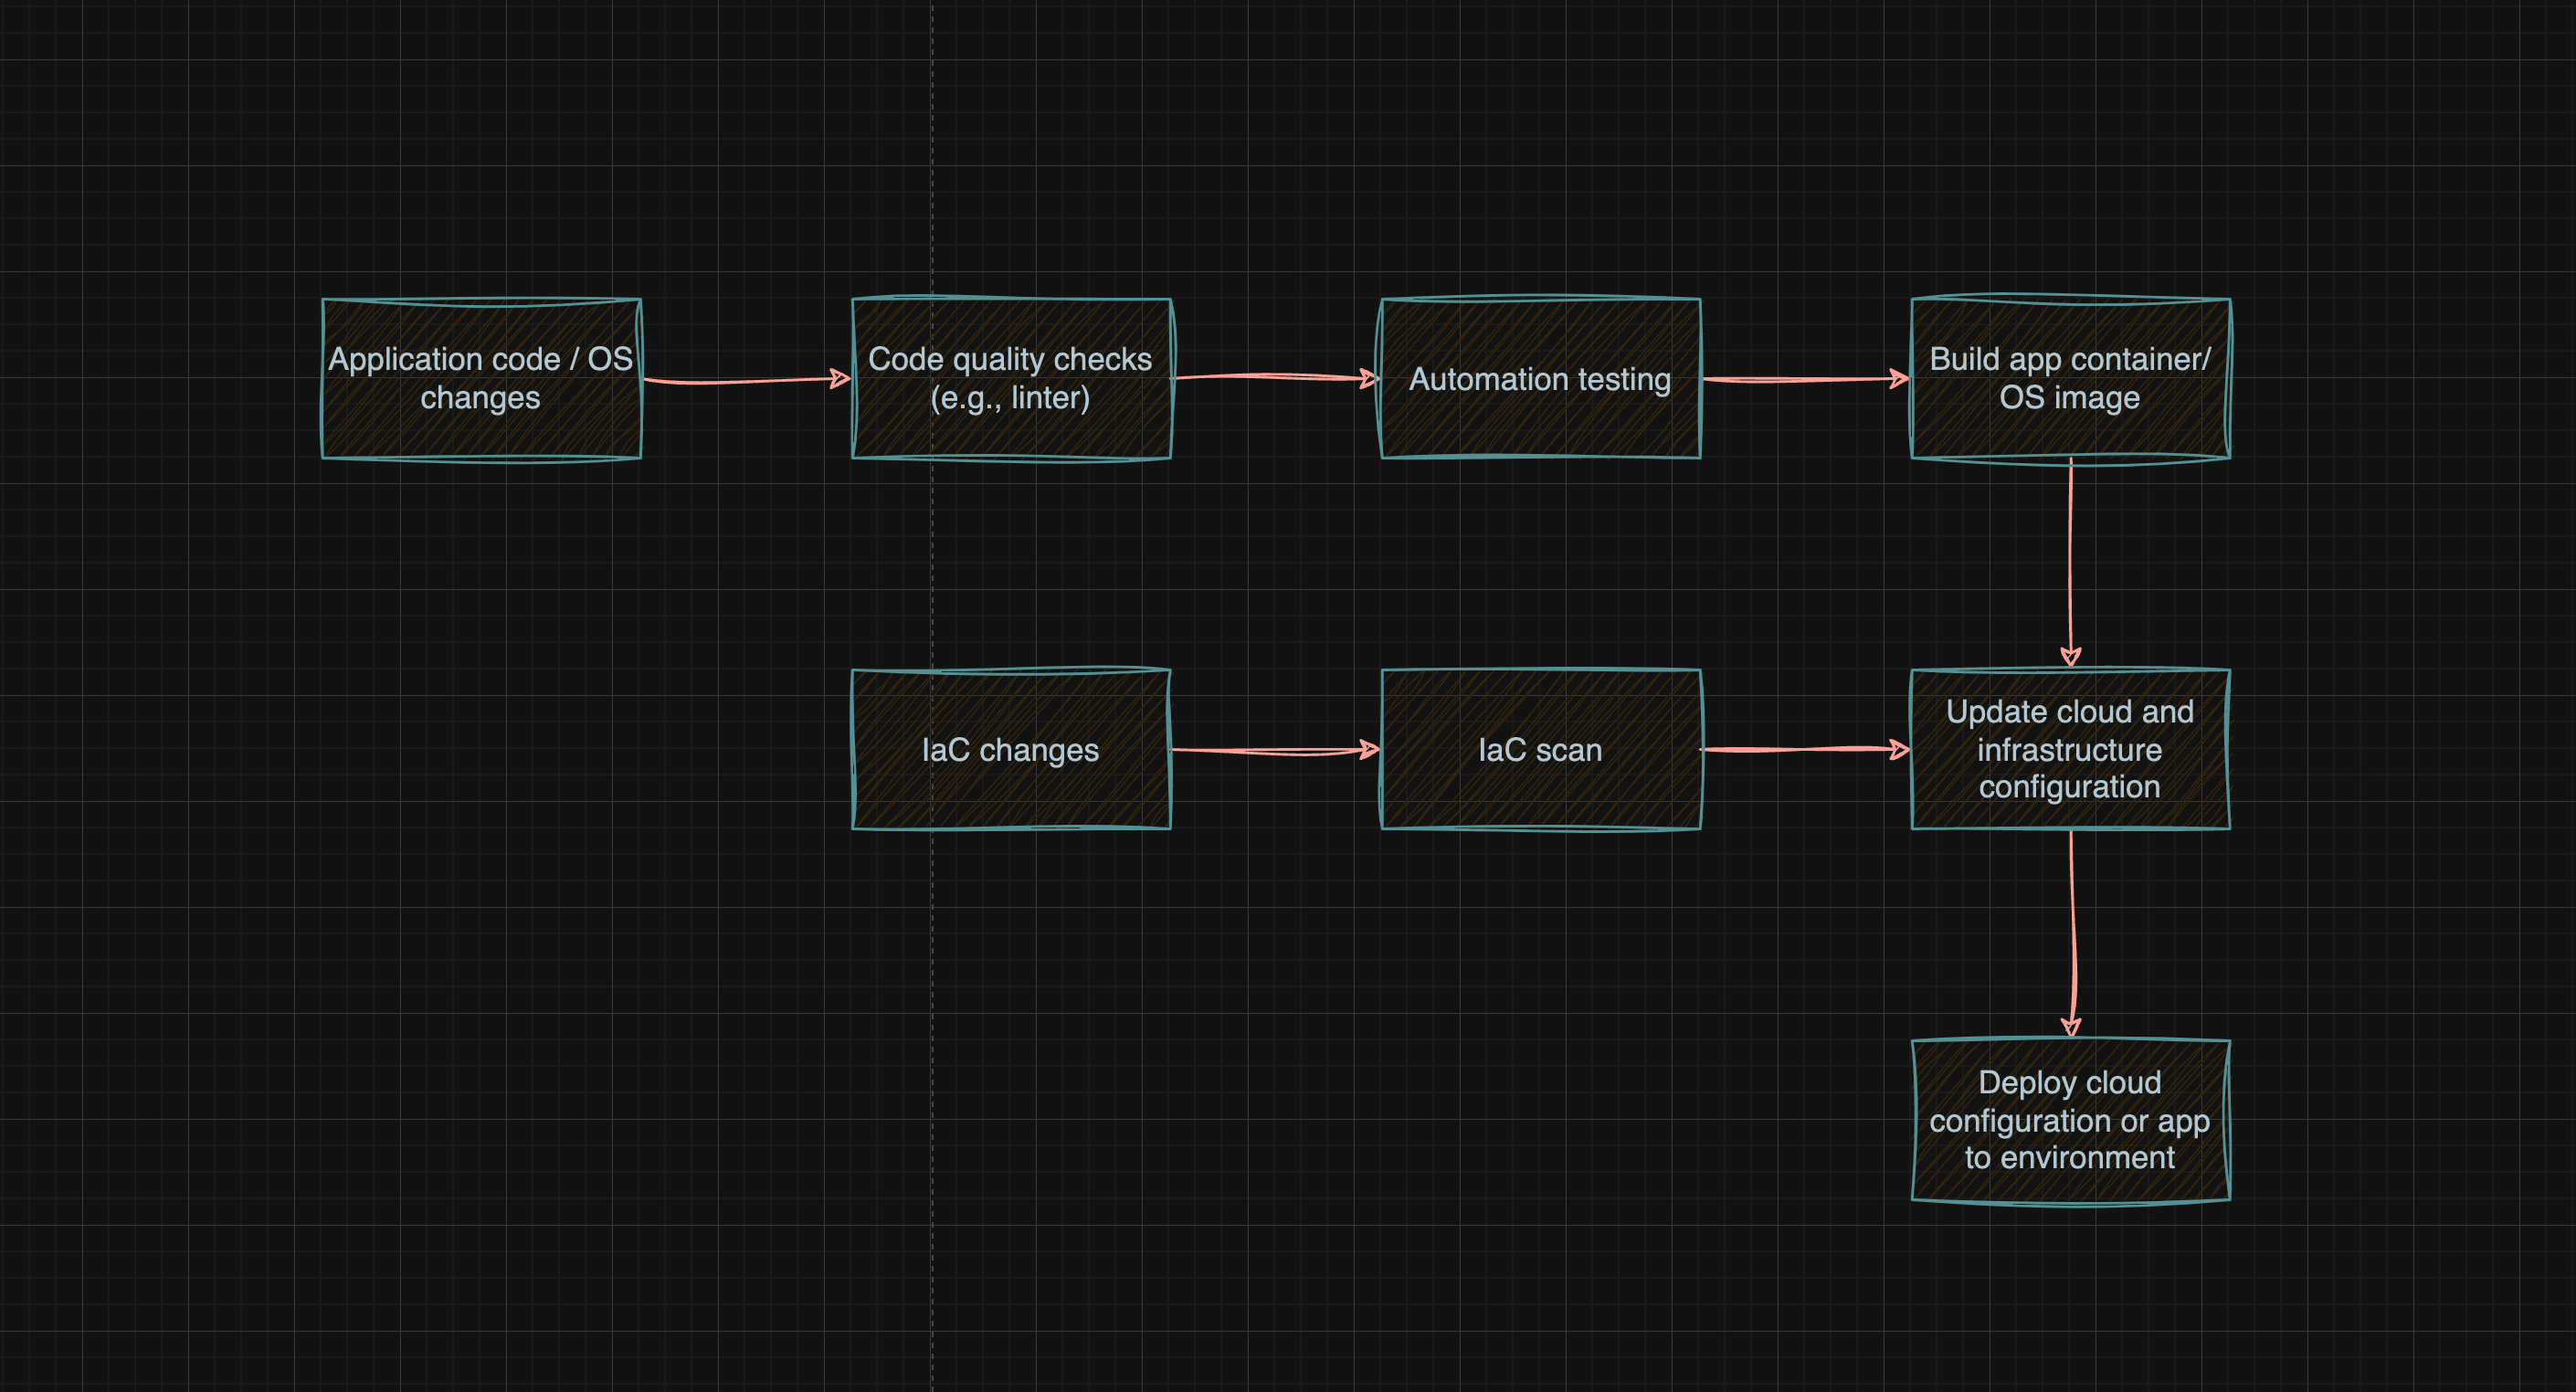 Application code / OS
changes
Code quality checks
(e.g., linter)
Automation testing
Build app container/
OS image
IaC changes
IaC scan
Update cloud and
infrastructure
configuration
Deploy cloud
configuration or app
to environment